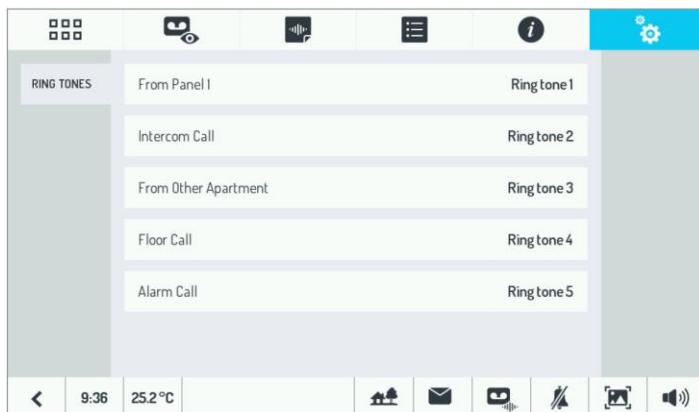 RING TONES
From Panel 1 Ring tone 1
Intercom Call Ring tone 2
From Other Apartment Ring tone 3
Floor Call Ring tone 4
Alarm Call Ring tone 5
9:36 25.2 °C